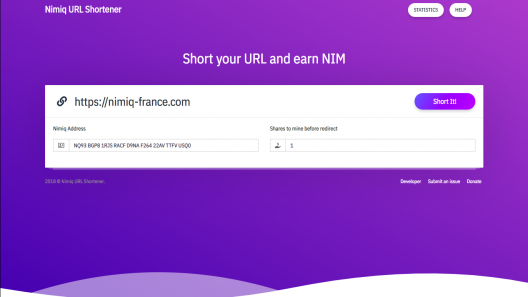 Nimiq URL Shortener
STATISTICS
HELP
Short your URL and earn NIM
https://nimiq-france.com
Short It!
Nimiq Address
Shares to mine before redirect
NQ93 BGP8 1RJS RACF D9NA F264 22AV TTFV USQ0
1
2018 © Nimiq URL Shortener.
Developer Submit an issue Donate